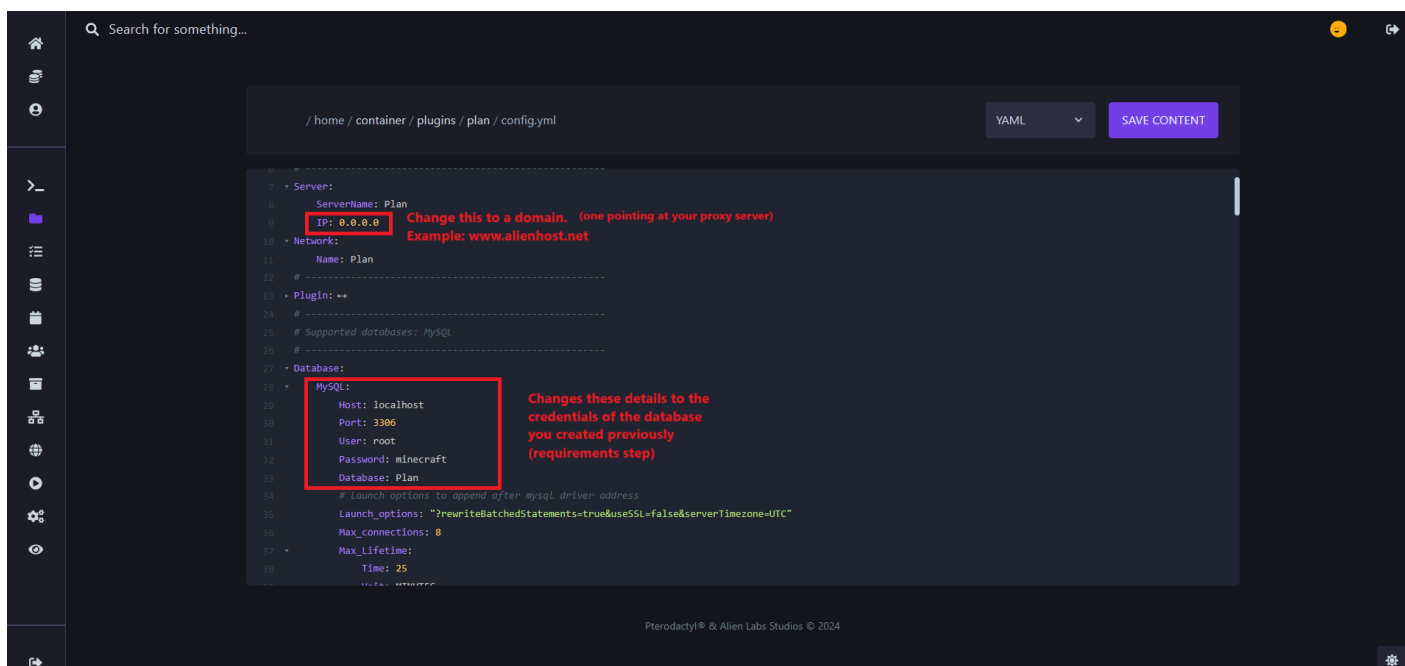 Search for something...
/ home / container / plugins / plan / config.yml
YAML
SAVE CONTENT
6 # ----------------------------------------------------
7 Server:
8 ServerName: Plan
9 IP: 0.0.0.0
Change this to a domain. (one pointing at your proxy server)
Example: www.alienhost.net
10 Network:
11 Name: Plan
12 # ----------------------------------------------------
13 Plugin: ↔
24 # ----------------------------------------------------
25 # Supported databases: MySQL
26 # ----------------------------------------------------
27 Database:
28 MySQL:
29 Host: localhost
30 Port: 3306
31 User: root
32 Password: minecraft
33 Database: Plan
Changes these details to the
credentials of the database
you created previously
(requirements step)
34 # Launch options to append after mysql driver address
35 Launch_options: "?rewriteBatchedStatements=true&useSSL=false&serverTimezone=UTC"
36 Max_connections: 8
37 Max_Lifetime:
38 Time: 25
Unit: MINUTES
Pterodactyl® & Alien Labs Studios © 2024